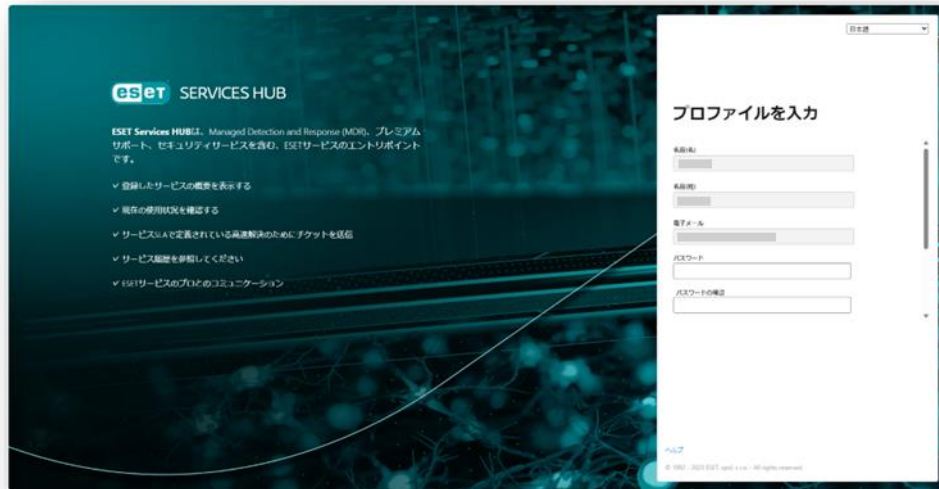 eset SERVICES HUB
ESET Services HUBは、Managed Detection and Response (MDR)、プレミアム
サポート、セキュリティサービスを含む、ESETサービスのエントリポイント
です。
✓ 登録したサービスの概要を表示する
✓ 現在の使用状況を確認する
✓ サービスSLAで定義されている高速解決のためにチケットを送信
✓ サービス履歴を参照してください
✓ ESETサービスのプロとのコミュニケーション
日本語
プロファイルを入力
名前(名)
名前(姓)
電子メール
パスワード
パスワードの確認
ヘルプ
© 1992 - 2023 ESET, spol. s r.o. - All rights reserved.